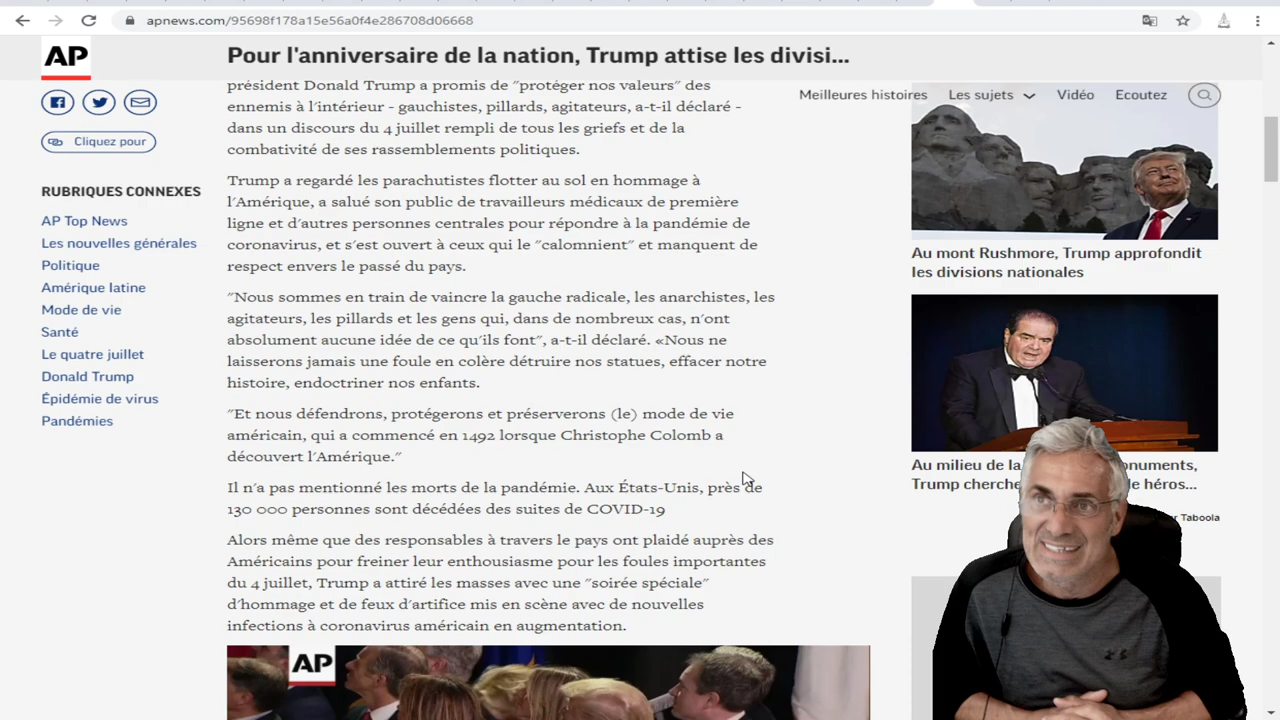 apnews.com/95698f178a15e56a0f4e286708d06668
AP
Pour l'anniversaire de la nation, Trump attise les divisi...
Meilleures histoires
Les sujets
Vidéo
Ecoutez
Cliquez pour
RUBRIQUES CONNEXES
AP Top News
Les nouvelles générales
Politique
Amérique latine
Mode de vie
Santé
Le quatre juillet
Donald Trump
Épidémie de virus
Pandémies
président Donald Trump a promis de "protéger nos valeurs" des
ennemis à l'intérieur - gauchistes, pillards, agitateurs, a-t-il déclaré -
dans un discours du 4 juillet rempli de tous les griefs et de la
combativité de ses rassemblements politiques.
Trump a regardé les parachutistes flotter au sol en hommage à
l'Amérique, a salué son public de travailleurs médicaux de première
ligne et d'autres personnes centrales pour répondre à la pandémie de
coronavirus, et s'est ouvert à ceux qui le "calomnient" et manquent de
respect envers le passé du pays.
"Nous sommes en train de vaincre la gauche radicale, les anarchistes, les
agitateurs, les pillards et les gens qui, dans de nombreux cas, n'ont
absolument aucune idée de ce qu'ils font", a-t-il déclaré. «Nous ne
laisserons jamais une foule en colère détruire nos statues, effacer notre
histoire, endoctriner nos enfants.
"Et nous défendrons, protégerons et préserverons (le) mode de vie
américain, qui a commencé en 1492 lorsque Christophe Colomb a
découvert l'Amérique."
Il n'a pas mentionné les morts de la pandémie. Aux États-Unis, près de
130 000 personnes sont décédées des suites de COVID-19
Alors même que des responsables à travers le pays ont plaidé auprès des
Américains pour freiner leur enthousiasme pour les foules importantes
du 4 juillet, Trump a attiré les masses avec une "soirée spéciale"
d'hommage et de feux d'artifice mis en scène avec de nouvelles
infections à coronavirus américain en augmentation.
AP
Au mont Rushmore, Trump approfondit
les divisions nationales
Au milieu de la onuments,
Trump cherche le héros...
Taboola